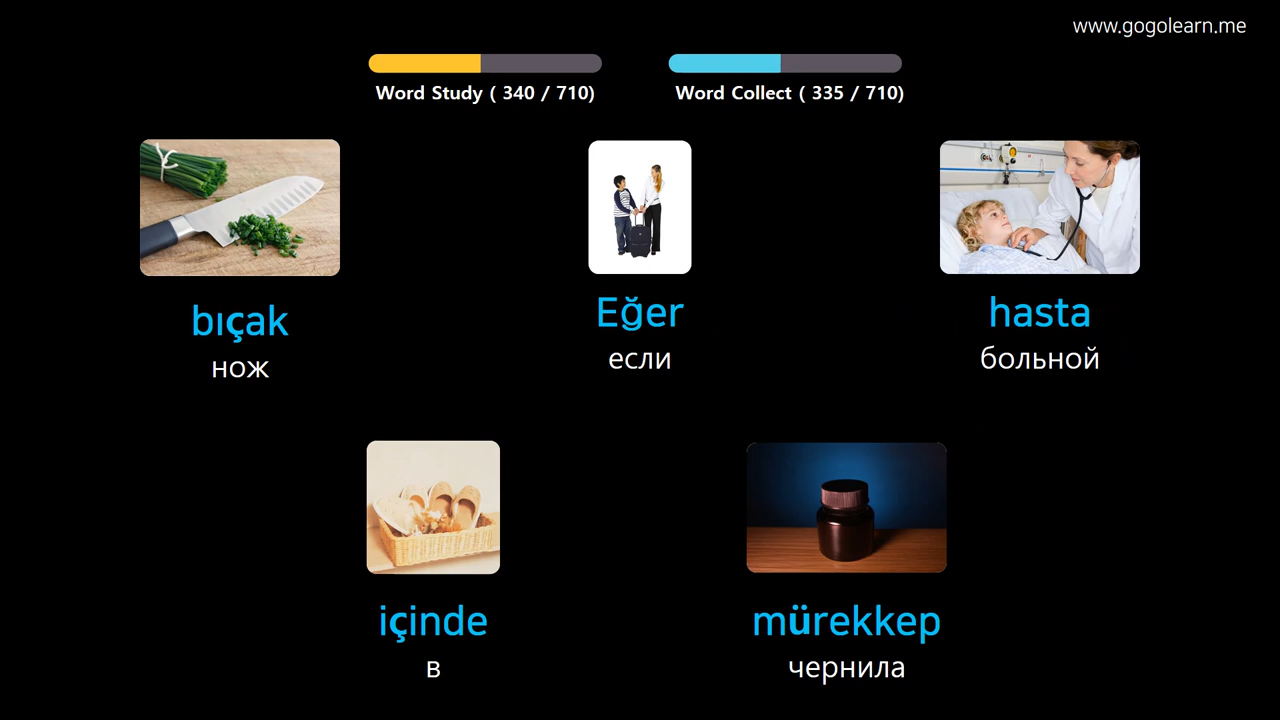 www.gogolearn.me
Word Study ( 340 / 710)
Word Collect ( 335 / 710)
bıçak
нож
Eğer
если
hasta
больной
içinde
в
mürekkep
чернила